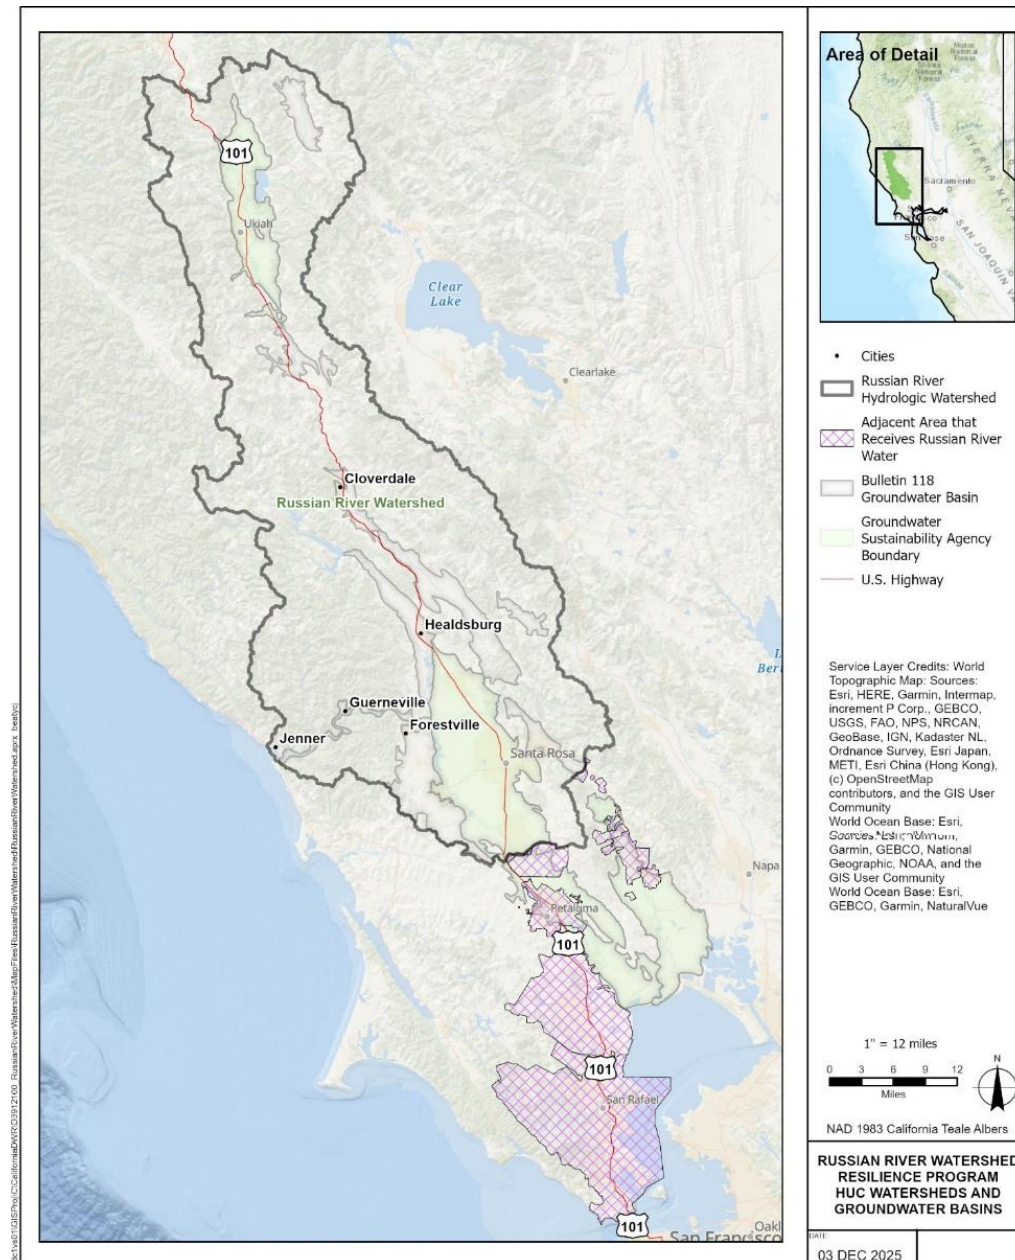 101
Ukiah
Clear
Lake
Clearlake
Cloverdale
Russian River Watershed
Healdsburg
Guerneville
Forestville
Jenner
Santa Rosa
Napa
Petaluma
101
101
San Rafael
101
San Francisco
Oakl
Area of Detail
Sacramento
SIERRA NEV
SAN JOAQUIN VA
Cities
Russian River
Hydrologic Watershed
Adjacent Area that
Receives Russian River
Water
Bulletin 118
Groundwater Basin
Groundwater
Sustainability Agency
Boundary
U.S. Highway
Service Layer Credits: World
Topographic Map: Sources:
Esri, HERE, Garmin, Intermap,
increment P Corp., GEBCO,
USGS, FAO, NPS, NRCAN,
GeoBase, IGN, Kadaster NL,
Ordnance Survey, Esri Japan,
METI, Esri China (Hong Kong),
(c) OpenStreetMap
contributors, and the GIS User
Community
World Ocean Base: Esri,
Garmin, GEBCO, National
Geographic, NOAA, and the
GIS User Community
World Ocean Base: Esri,
GEBCO, Garmin, NaturalVue
1" = 12 miles
0 3 6 9 12
Miles
N
NAD 1983 California Teale Albers
RUSSIAN RIVER WATERSHED
RESILIENCE PROGRAM
HUC WATERSHEDS AND
GROUNDWATER BASINS
DATE:
03 DEC 2025